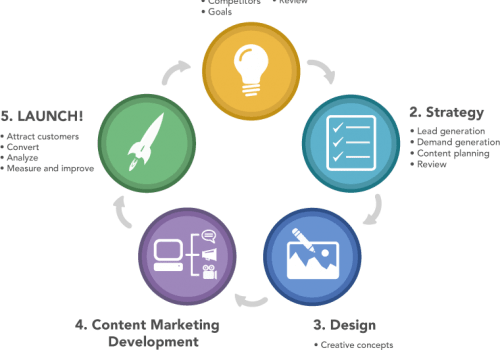 • Competitors • Review
• Goals
5. LAUNCH!
• Attract customers
• Convert
• Analyze
• Measure and improve
2. Strategy
• Lead generation
• Demand generation
• Content planning
• Review
4. Content Marketing
Development
3. Design
• Creative concepts